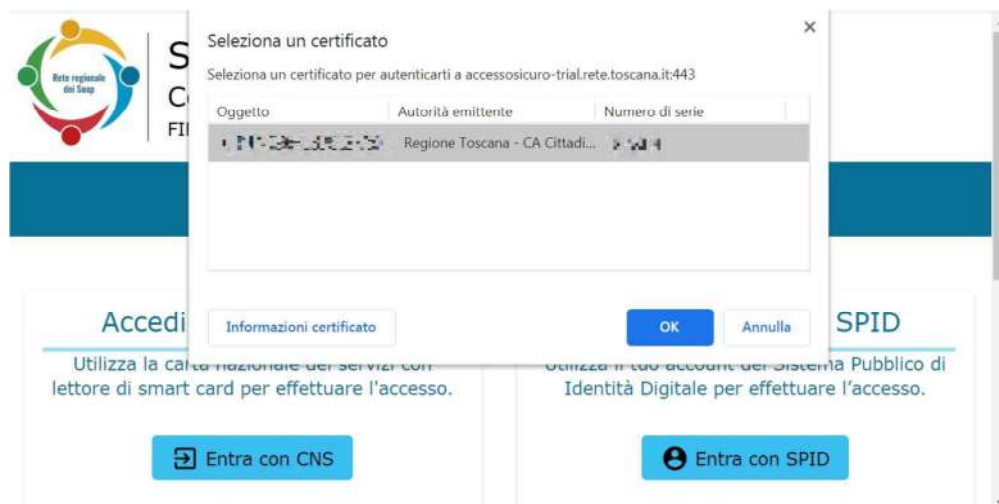 Rete regionale
dei Suap
S
C
FI
Seleziona un certificato
Seleziona un certificato per autenticarti a accessosicuro-trial.rete.toscana.it:443
Oggetto Autorità emittente Numero di serie
Regione Toscana - CA Cittadi...
Informazioni certificato
OK
Annulla
Accedi
SPID
Utilizza la carta nazionale dei servizi con
lettore di smart card per effettuare l'accesso.
Entra con CNS
Utilizza il tuo account del Sistema Pubblico di
Identità Digitale per effettuare l'accesso.
Entra con SPID